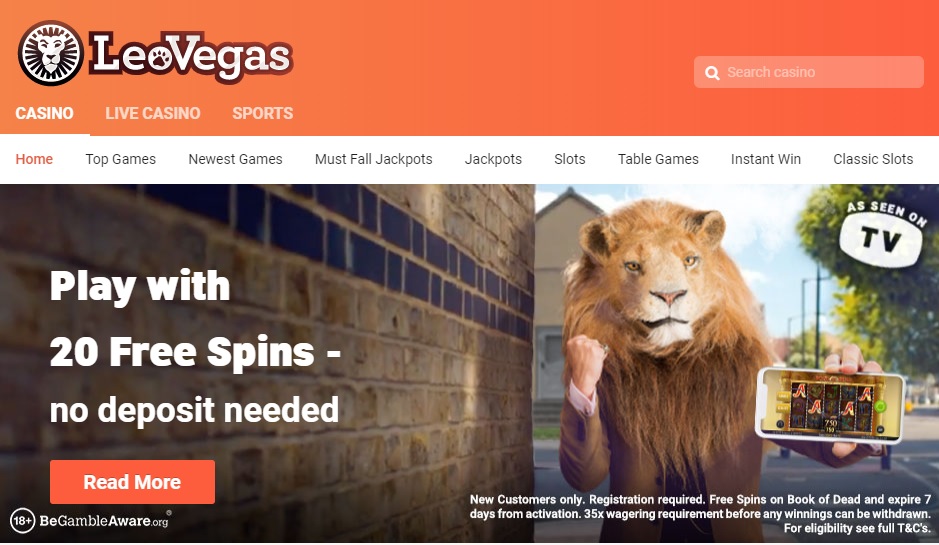 LeoVegas
Search casino
CASINO LIVE CASINO SPORTS
Home Top Games Newest Games Must Fall Jackpots Jackpots Slots Table Games Instant Win Classic Slots
AS SEEN ON
TV
Play with
20 Free Spins -
no deposit needed
Read More
18+ BeGambleAware.org®
New Customers only. Registration required. Free Spins on Book of Dead and expire 7
days from activation. 35x wagering requirement before any winnings can be withdrawn.
For eligibility see full T&C's.